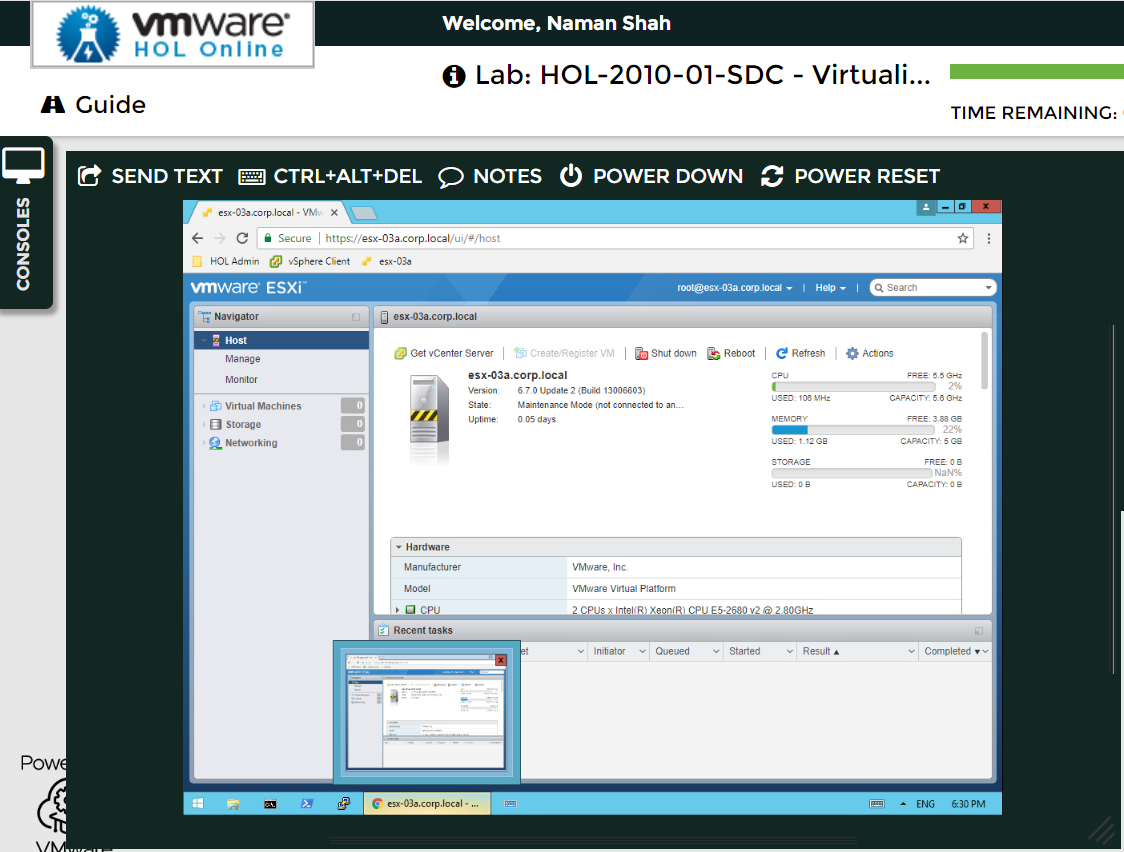 vmware®
HOL Online
Welcome, Naman Shah
Lab: HOL-2010-01-SDC - Virtuali...
Guide
TIME REMAINING:
CONSOLES
SEND TEXT CTRL+ALT+DEL NOTES POWER DOWN POWER RESET
esx-03a.corp.local - VMw
Secure https://esx-03a.corp.local/ui/#/host
HOL Admin vSphere Client esx-03a
vmware® ESXi™
root@esx-03a.corp.local Help Search
Navigator
Host
Manage
Monitor
Virtual Machines 0
Storage 0
Networking 0
esx-03a.corp.local
Get vCenter Server Create/Register VM Shut down Reboot Refresh Actions
esx-03a.corp.local
Version: 6.7.0 Update 2 (Build 13006603)
State: Maintenance Mode (not connected to an...
Uptime: 0.05 days
CPU FREE: 5.5 GHz
2%
USED: 106 MHz CAPACITY: 5.6 GHz
MEMORY FREE: 3.88 GB
22%
USED: 1.12 GB CAPACITY: 5 GB
STORAGE FREE: 0 B
NaN%
USED: 0 B CAPACITY: 0 B
Hardware
Manufacturer VMware, Inc.
Model VMware Virtual Platform
CPU 2 CPUs x Intel(R) Xeon(R) CPU E5-2680 v2 @ 2.80GHz
Recent tasks
et Initiator Queued Started Result Completed
esx-03a.corp.local - ...
ENG 6:30 PM
Powe
VMware